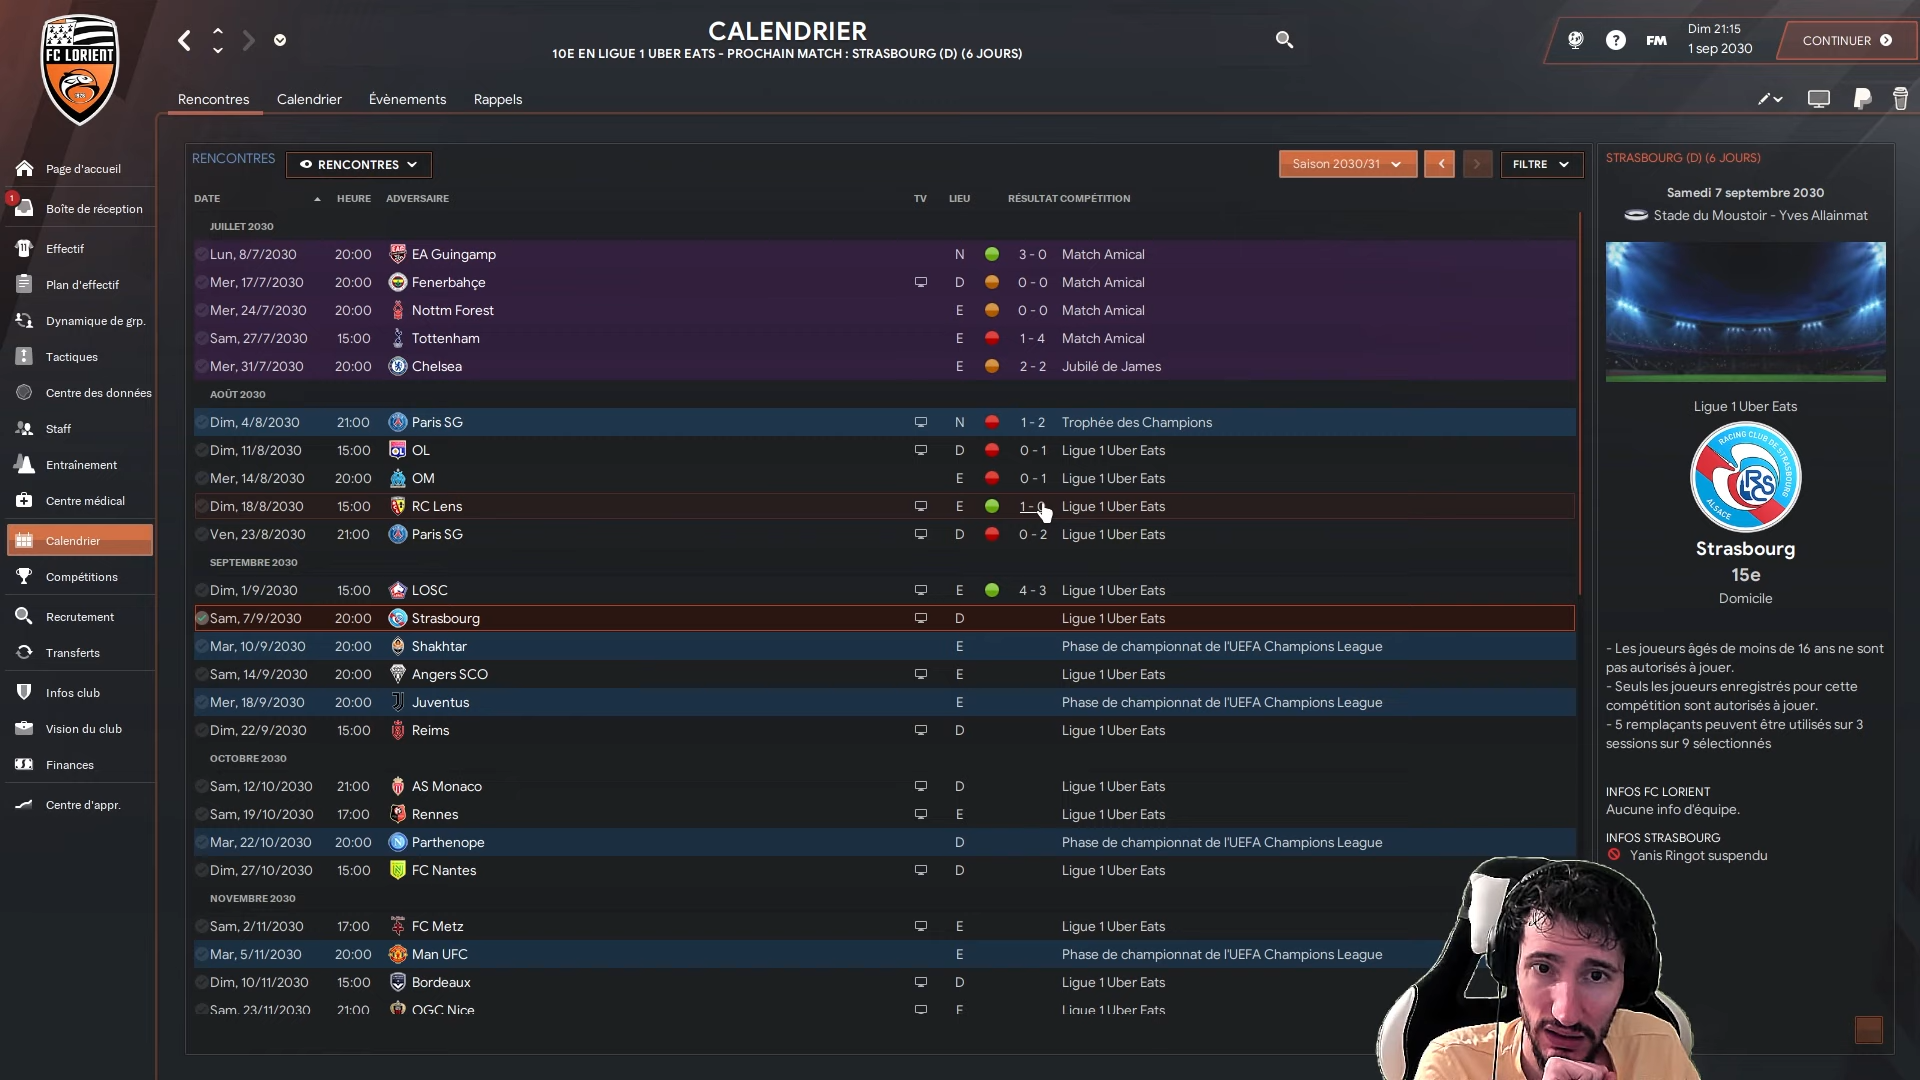 FC LORIENT
CALENDRIER
10E EN LIGUE 1 UBER EATS - PROCHAIN MATCH : STRASBOURG (D) (6 JOURS)
FM
Dim 21:15
1 sep 2030
CONTINUER
Rencontres Calendrier Évènements Rappels
Page d'accueil
1
Boîte de réception
Effectif
Plan d'effectif
Dynamique de grp.
Tactiques
Centre des données
Staff
Entraînement
Centre médical
Calendrier
Compétitions
Recrutement
Transferts
Infos club
Vision du club
Finances
Centre d'appr.
RENCONTRES RENCONTRES Saison 2030/31 FILTRE
DATE HEURE ADVERSAIRE TV LIEU RÉSULTAT COMPÉTITION
JUILLET 2030
Lun, 8/7/2030 20:00 EA Guingamp N 3 - 0 Match Amical
Mer, 17/7/2030 20:00 Fenerbahçe D 0 - 0 Match Amical
Mer, 24/7/2030 20:00 Nottm Forest E 0 - 0 Match Amical
Sam, 27/7/2030 15:00 Tottenham E 1 - 4 Match Amical
Mer, 31/7/2030 20:00 Chelsea E 2 - 2 Jubilé de James
AOÛT 2030
Dim, 4/8/2030 21:00 Paris SG N 1 - 2 Trophée des Champions
Dim, 11/8/2030 15:00 OL D 0 - 1 Ligue 1 Uber Eats
Mer, 14/8/2030 20:00 OM E 0 - 1 Ligue 1 Uber Eats
Dim, 18/8/2030 15:00 RC Lens E 1 - Ligue 1 Uber Eats
Ven, 23/8/2030 21:00 Paris SG D 0 - 2 Ligue 1 Uber Eats
SEPTEMBRE 2030
Dim, 1/9/2030 15:00 LOSC E 4 - 3 Ligue 1 Uber Eats
Sam, 7/9/2030 20:00 Strasbourg D Ligue 1 Uber Eats
Mar, 10/9/2030 20:00 Shakhtar E Phase de championnat de l'UEFA Champions League
Sam, 14/9/2030 20:00 Angers SCO E Ligue 1 Uber Eats
Mer, 18/9/2030 20:00 Juventus E Phase de championnat de l'UEFA Champions League
Dim, 22/9/2030 15:00 Reims D Ligue 1 Uber Eats
OCTOBRE 2030
Sam, 12/10/2030 21:00 AS Monaco D Ligue 1 Uber Eats
Sam, 19/10/2030 17:00 Rennes E Ligue 1 Uber Eats
Mar, 22/10/2030 20:00 Parthenope D Phase de championnat de l'UEFA Champions League
Dim, 27/10/2030 15:00 FC Nantes D Ligue 1 Uber Eats
NOVEMBRE 2030
Sam, 2/11/2030 17:00 FC Metz E Ligue 1 Uber Eats
Mar, 5/11/2030 20:00 Man UFC E Phase de championnat de l'UEFA Champions League
Dim, 10/11/2030 15:00 Bordeaux D Ligue 1 Uber Eats
Sam, 23/11/2030 21:00 OGC Nice E Ligue 1 Uber Eats
STRASBOURG (D) (6 JOURS)
Samedi 7 septembre 2030
Stade du Moustoir - Yves Allainmat
Ligue 1 Uber Eats
RACING CLUB DE STRASBOURG
RCS
ALSACE
Strasbourg
15e
Domicile
- Les joueurs âgés de moins de 16 ans ne sont
pas autorisés à jouer.
- Seuls les joueurs enregistrés pour cette
compétition sont autorisés à jouer.
- 5 remplaçants peuvent être utilisés sur 3
sessions sur 9 sélectionnés
INFOS FC LORIENT
Aucune info d'équipe.
INFOS STRASBOURG
Yanis Ringot suspendu